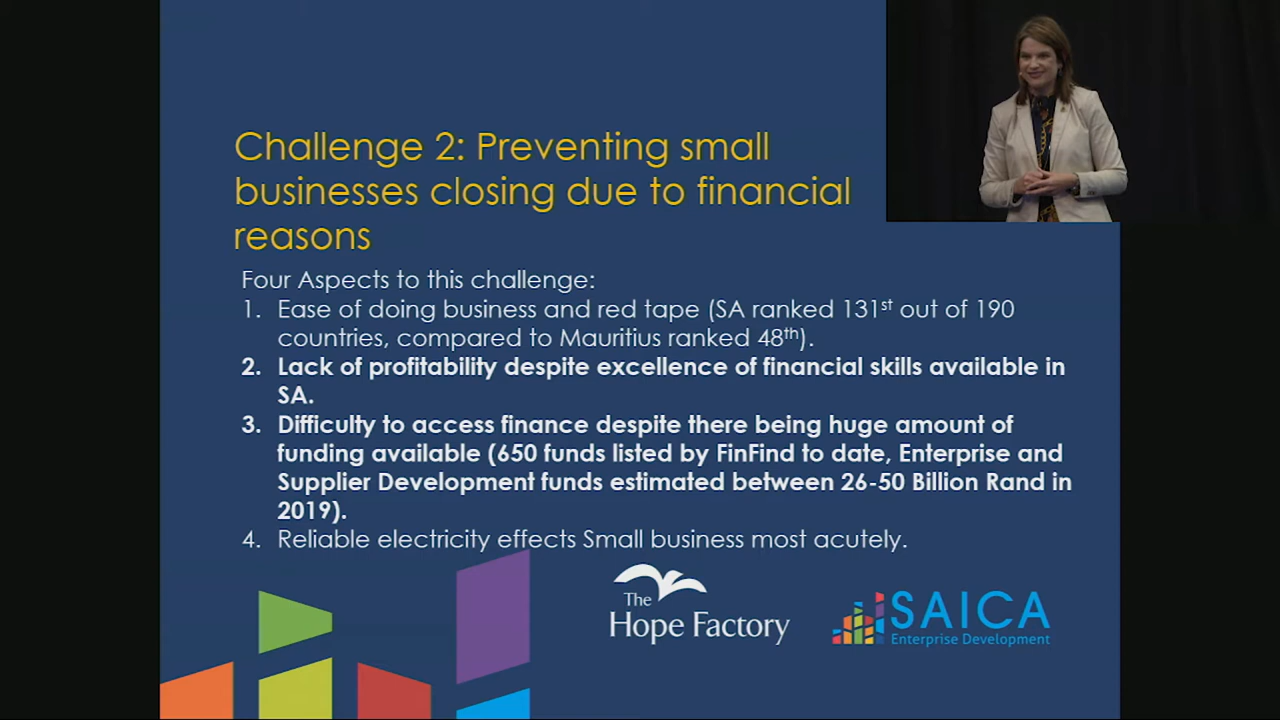 Challenge 2: Preventing small
businesses closing due to financial
reasons
Four Aspects to this challenge:
1. Ease of doing business and red tape (SA ranked 131st out of 190
countries, compared to Mauritius ranked 48th).
2. Lack of profitability despite excellence of financial skills available in
SA.
3. Difficulty to access finance despite there being huge amount of
funding available (650 funds listed by FinFind to date, Enterprise and
Supplier Development funds estimated between 26-50 Billion Rand in
2019).
4. Reliable electricity effects Small business most acutely.
The
Hope Factory
SAICA
Enterprise Development